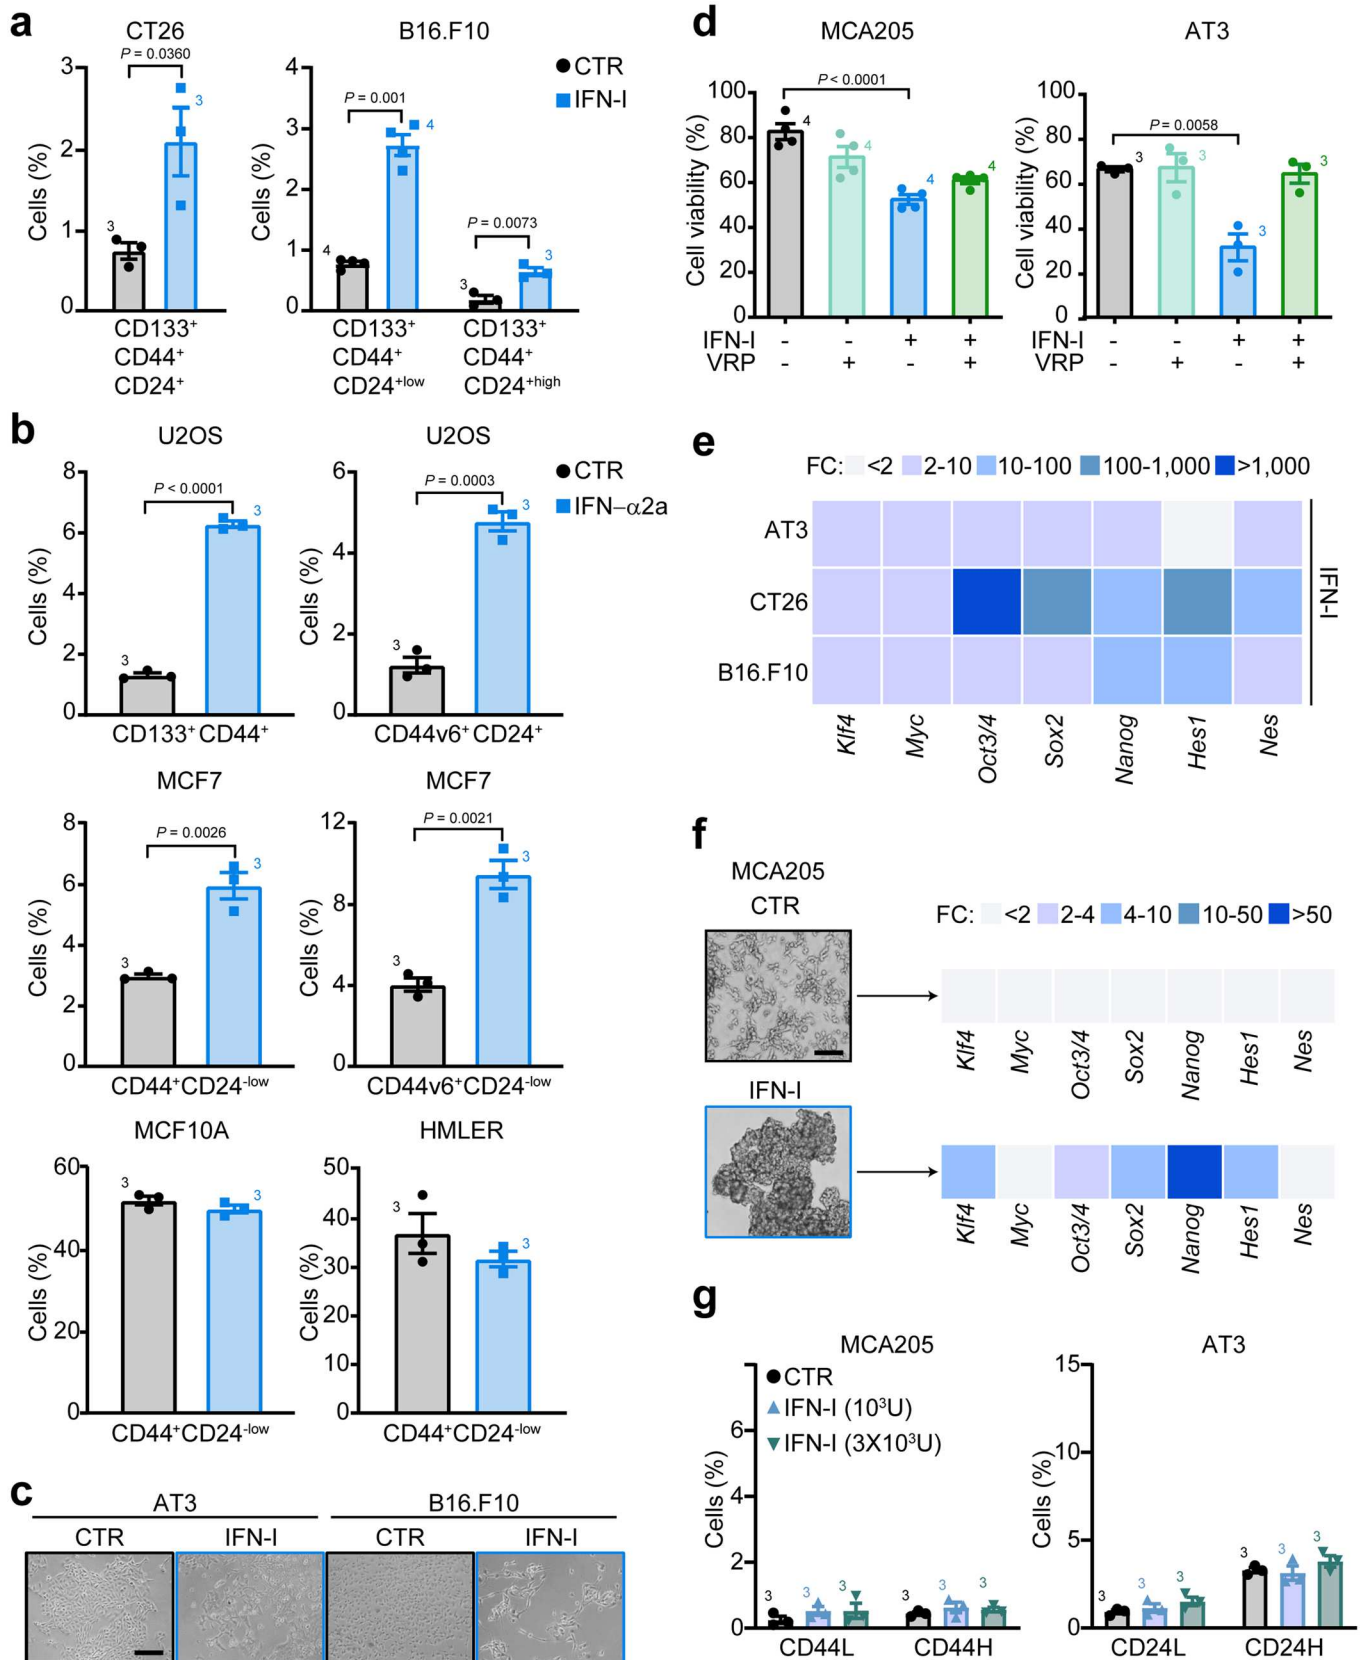 a
CT26
B16.F10
P = 0.0360
P = 0.001
P = 0.0073
CTR
IFN-I
Cells (%)
3
2
1
0
3
3
Cells (%)
4
3
2
1
0
4
4
3
3
CD133⁺
CD44⁺
CD24⁺
CD133⁺
CD44⁺
CD24⁺ˡᵒʷ
CD133⁺
CD44⁺
CD24⁺ʰⁱᵍʰ
b
U2OS
U2OS
CTR
IFN–α2a
P < 0.0001
P = 0.0003
Cells (%)
8
6
4
2
0
3
3
Cells (%)
6
4
2
0
3
3
CD133⁺CD44⁺
CD44v6⁺CD24⁺
MCF7
MCF7
P = 0.0026
P = 0.0021
Cells (%)
8
6
4
2
0
3
3
Cells (%)
12
8
4
0
3
3
CD44⁺CD24⁻ˡᵒʷ
CD44v6⁺CD24⁻ˡᵒʷ
MCF10A
HMLER
Cells (%)
60
40
20
0
3
3
Cells (%)
50
40
30
20
10
0
3
3
CD44⁺CD24⁻ˡᵒʷ
CD44⁺CD24⁻ˡᵒʷ
c
AT3
B16.F10
CTR
IFN-I
CTR
IFN-I
d
MCA205
AT3
P < 0.0001
P = 0.0058
Cell viability (%)
100
80
60
40
20
0
4
4
4
4
Cell viability (%)
100
80
60
40
20
0
3
3
3
3
IFN-I - - + +
VRP - + - +
IFN-I - - + +
VRP - + - +
e
FC: <2 2-10 10-100 100-1,000 >1,000
AT3
CT26
B16.F10
IFN-I
Klf4
Myc
Oct3/4
Sox2
Nanog
Hes1
Nes
f
MCA205
CTR
FC: <2 2-4 4-10 10-50 >50
Klf4
Myc
Oct3/4
Sox2
Nanog
Hes1
Nes
IFN-I
Klf4
Myc
Oct3/4
Sox2
Nanog
Hes1
Nes
g
MCA205
AT3
CTR
IFN-I (10³U)
IFN-I (3X10³U)
Cells (%)
6
4
2
0
3
3
3
3
3
3
CD44L
CD44H
Cells (%)
15
10
5
0
3
3
3
3
3
3
CD24L
CD24H